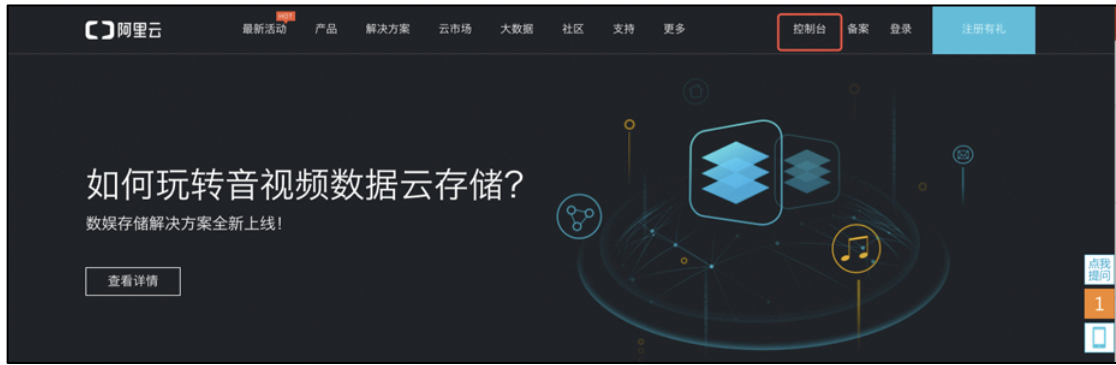 阿里云 最新活动 HOT 产品 解决方案 云市场 大数据 社区 支持 更多 控制台 备案 登录 注册有礼
如何玩转音视频数据云存储?
数娱存储解决方案全新上线!
查看详情
点我
提问
1